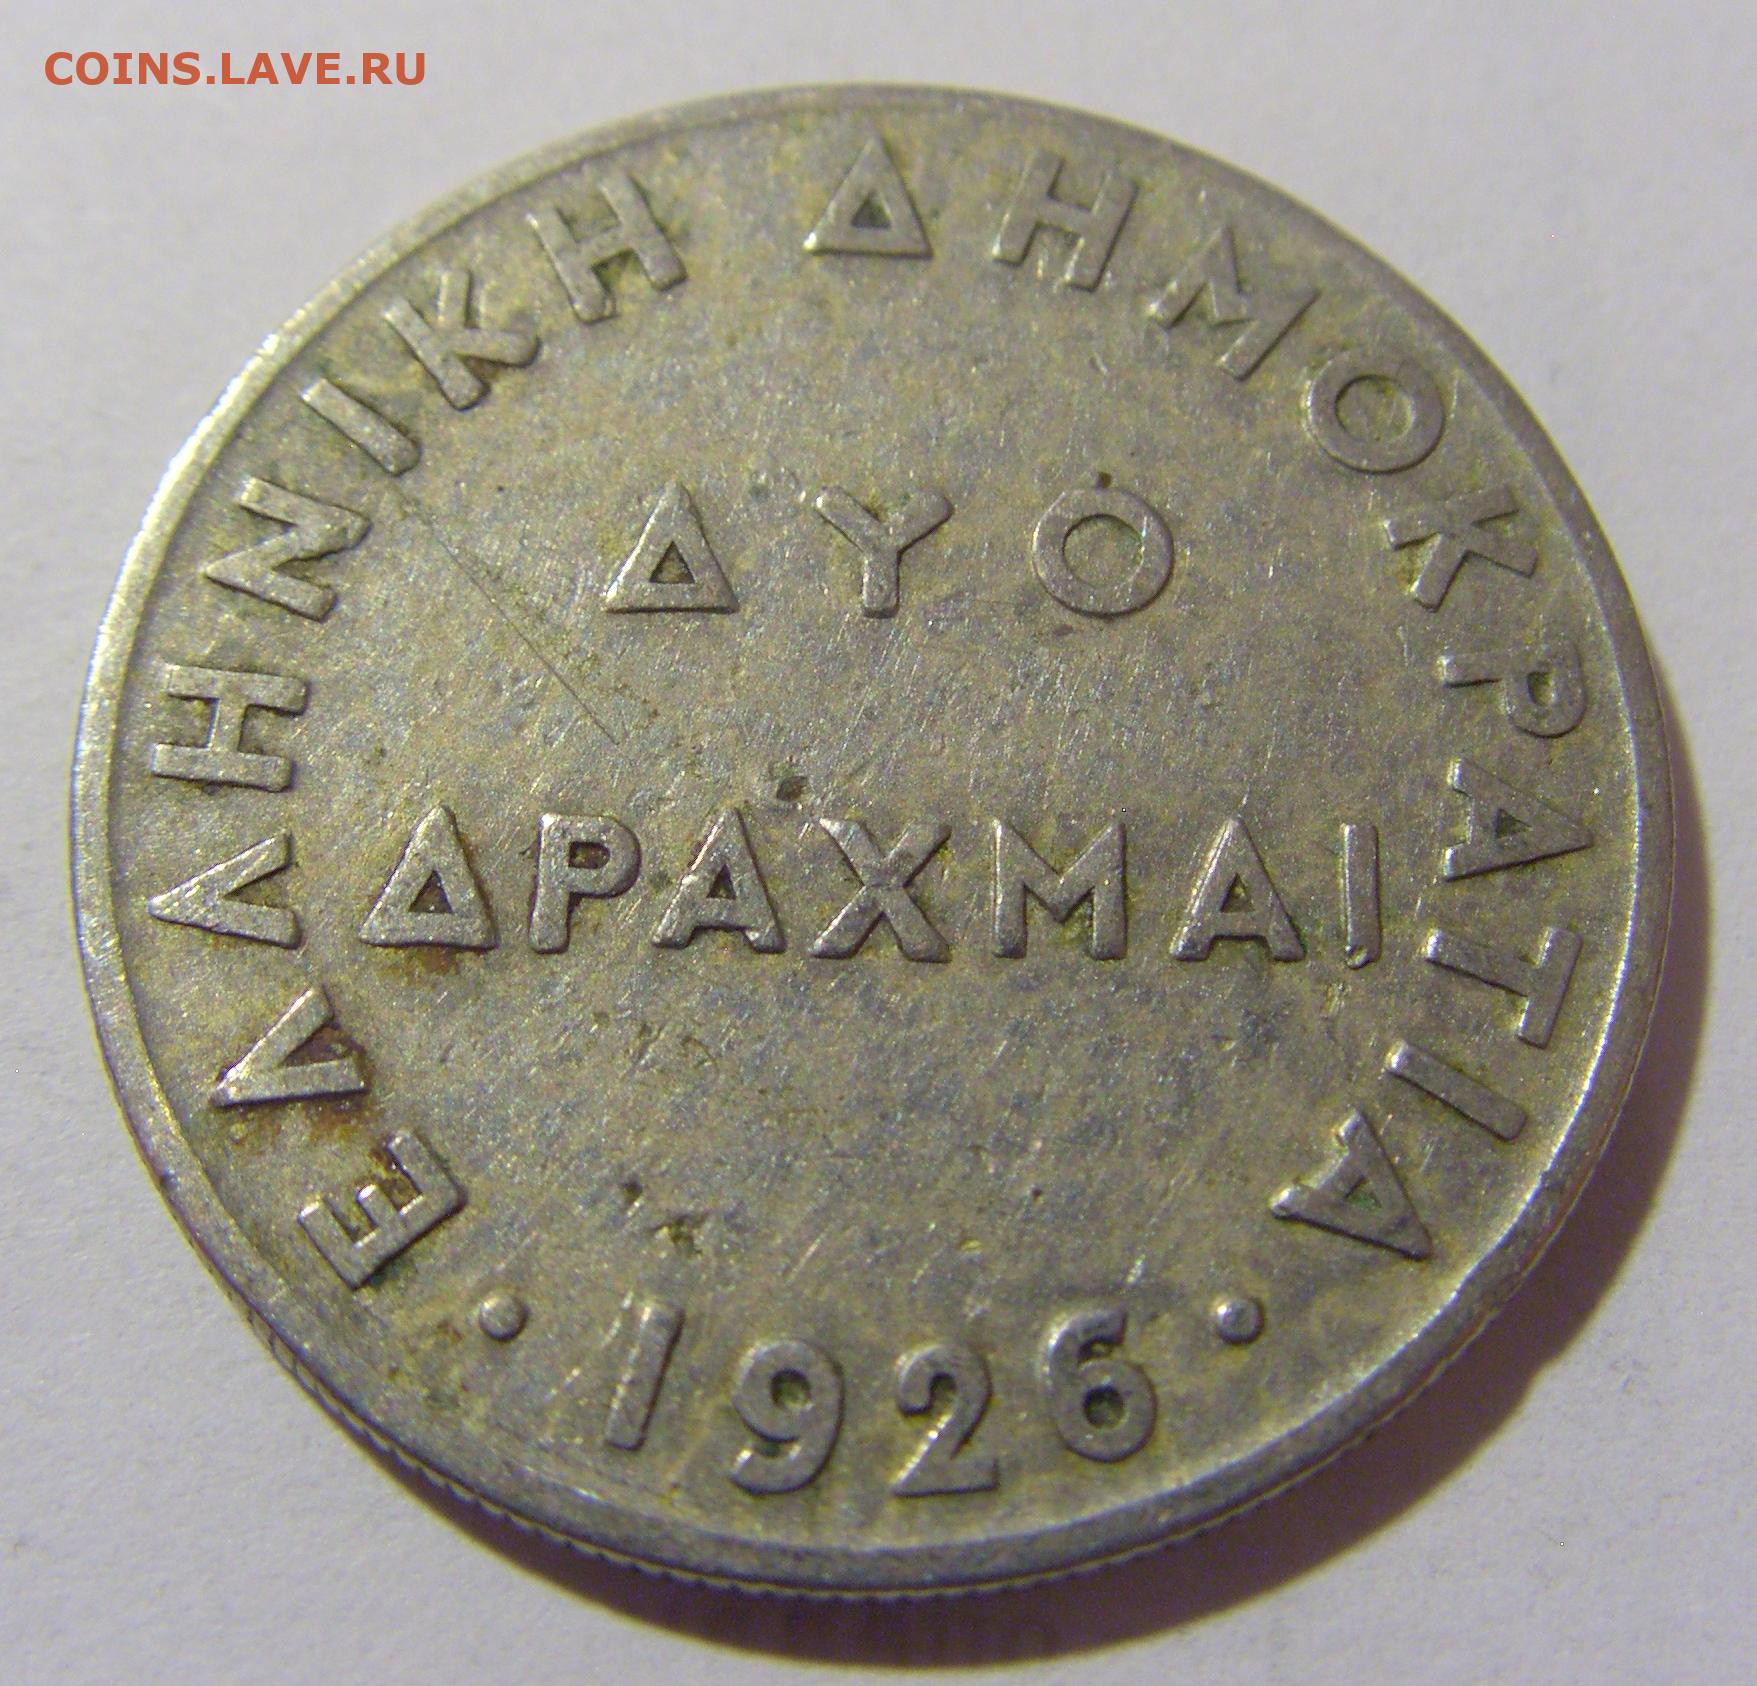 COINS.LAVE.RU
ΕΛΛΗΝΙΚΗ ΔΗΜΟΚΡΑΤΙΑ
ΔΥΟ
ΔΡΑΧΜΑΙ
· 1926 ·